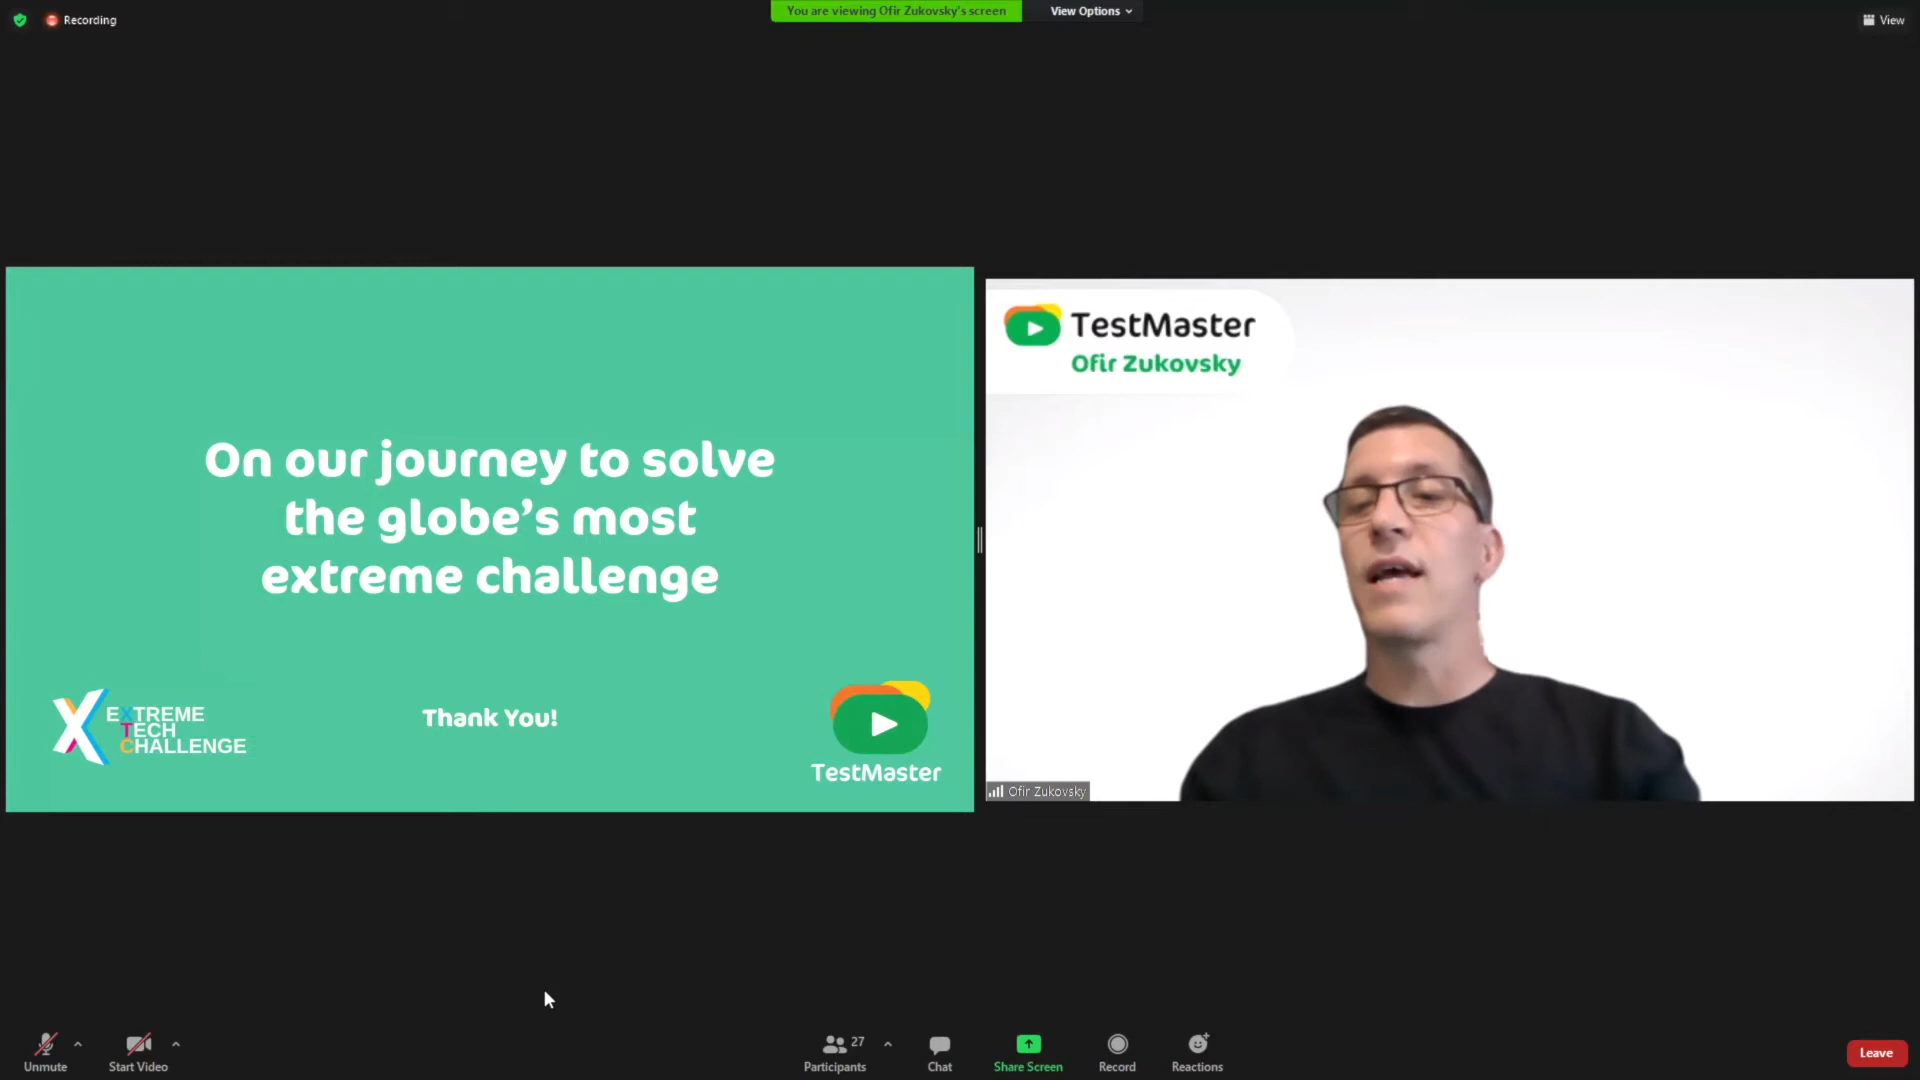 Recording
You are viewing Ofir Zukovsky's screen
View Options
View
On our journey to solve
the globe's most
extreme challenge
EXTREME
TECH
CHALLENGE
Thank You!
TestMaster
TestMaster
Ofir Zukovsky
Ofir Zukovsky
Unmute
Start Video
27
Participants
Chat
Share Screen
Record
Reactions
Leave